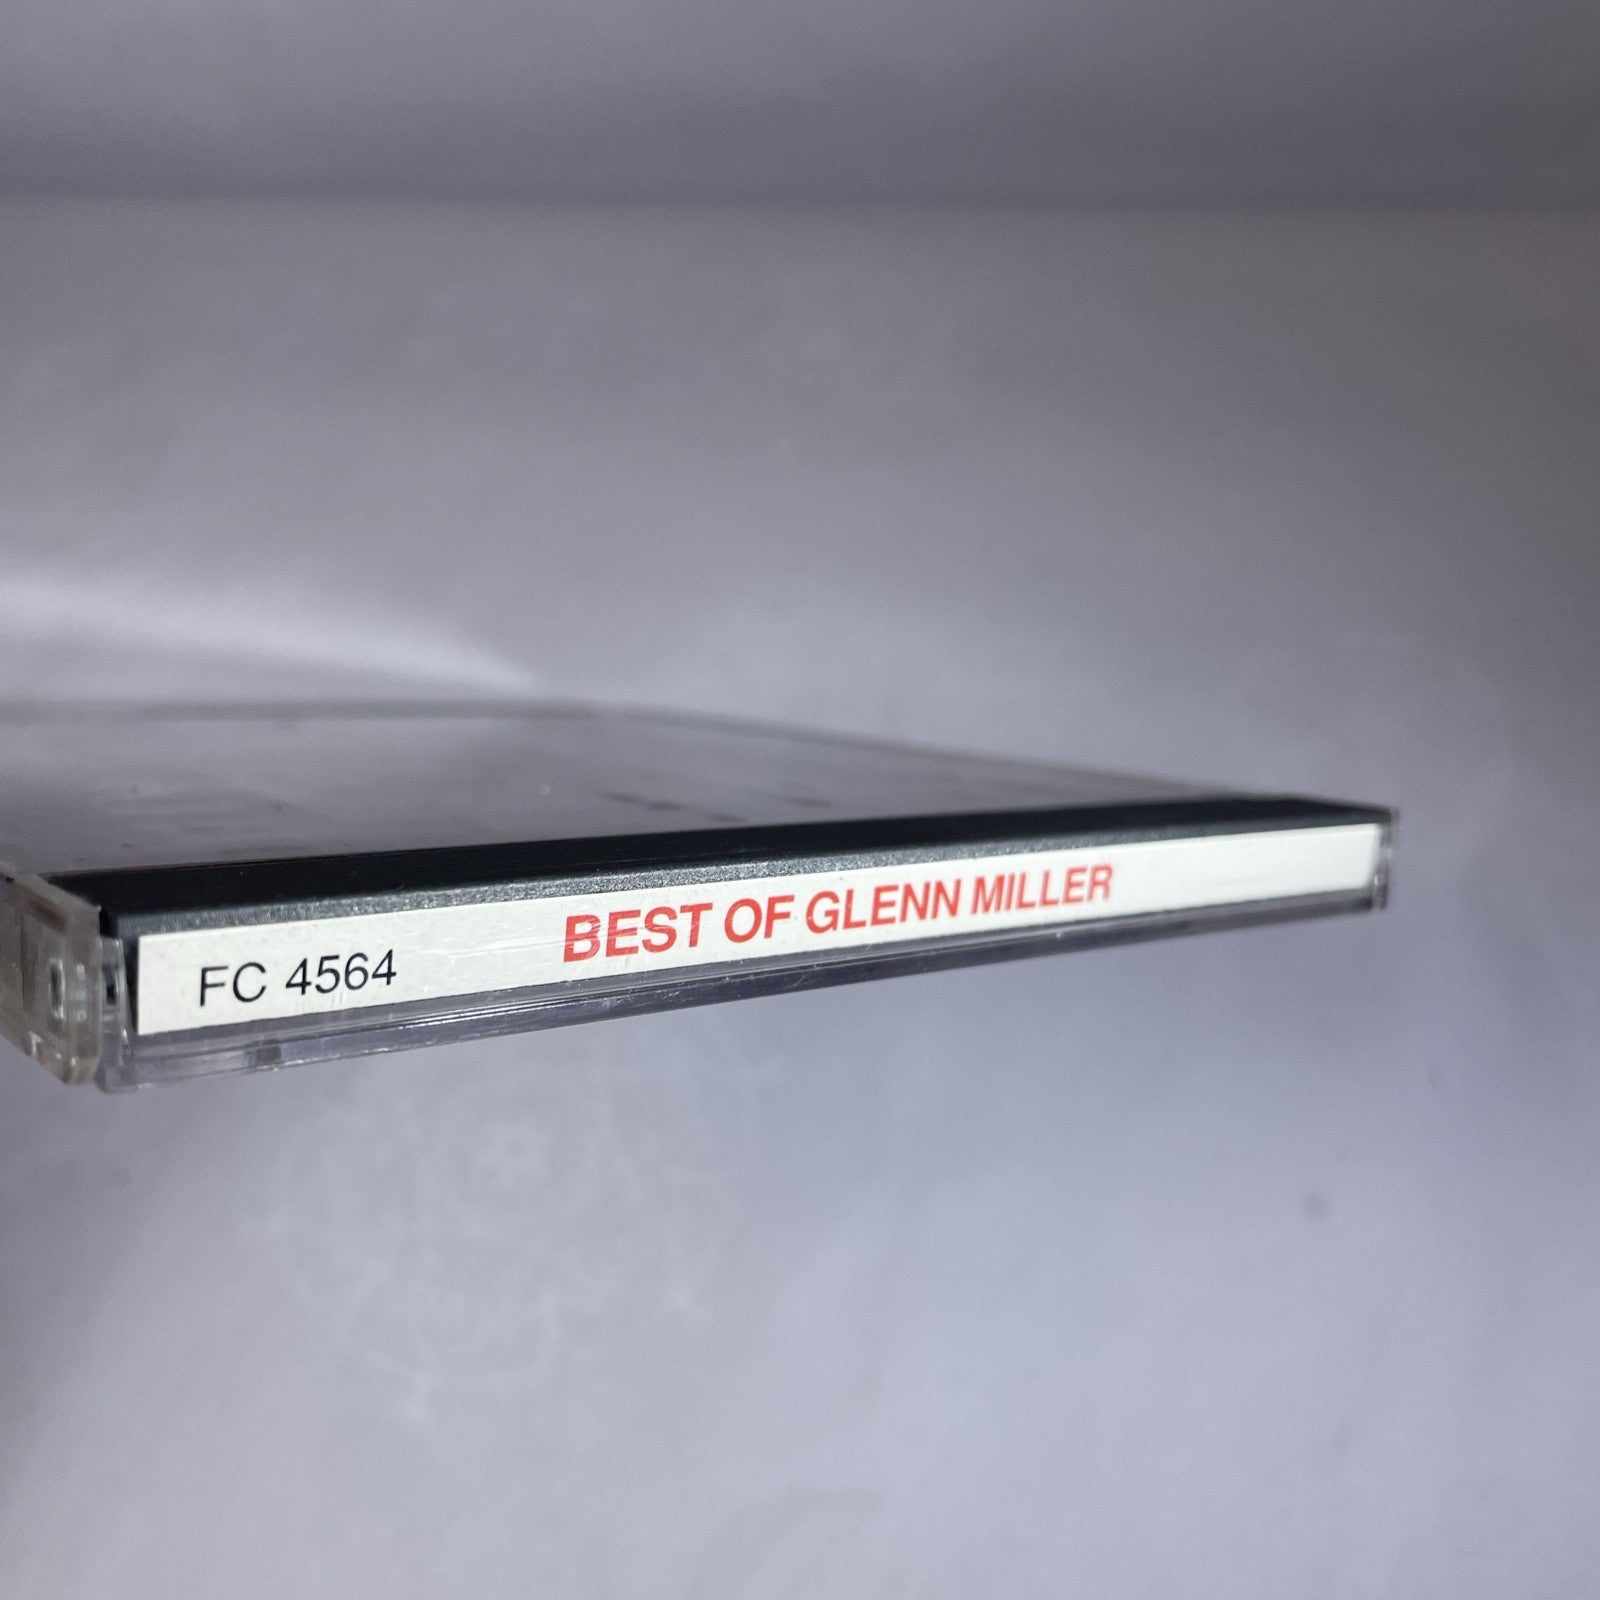 FC 4564 BEST OF GLENN MILLER